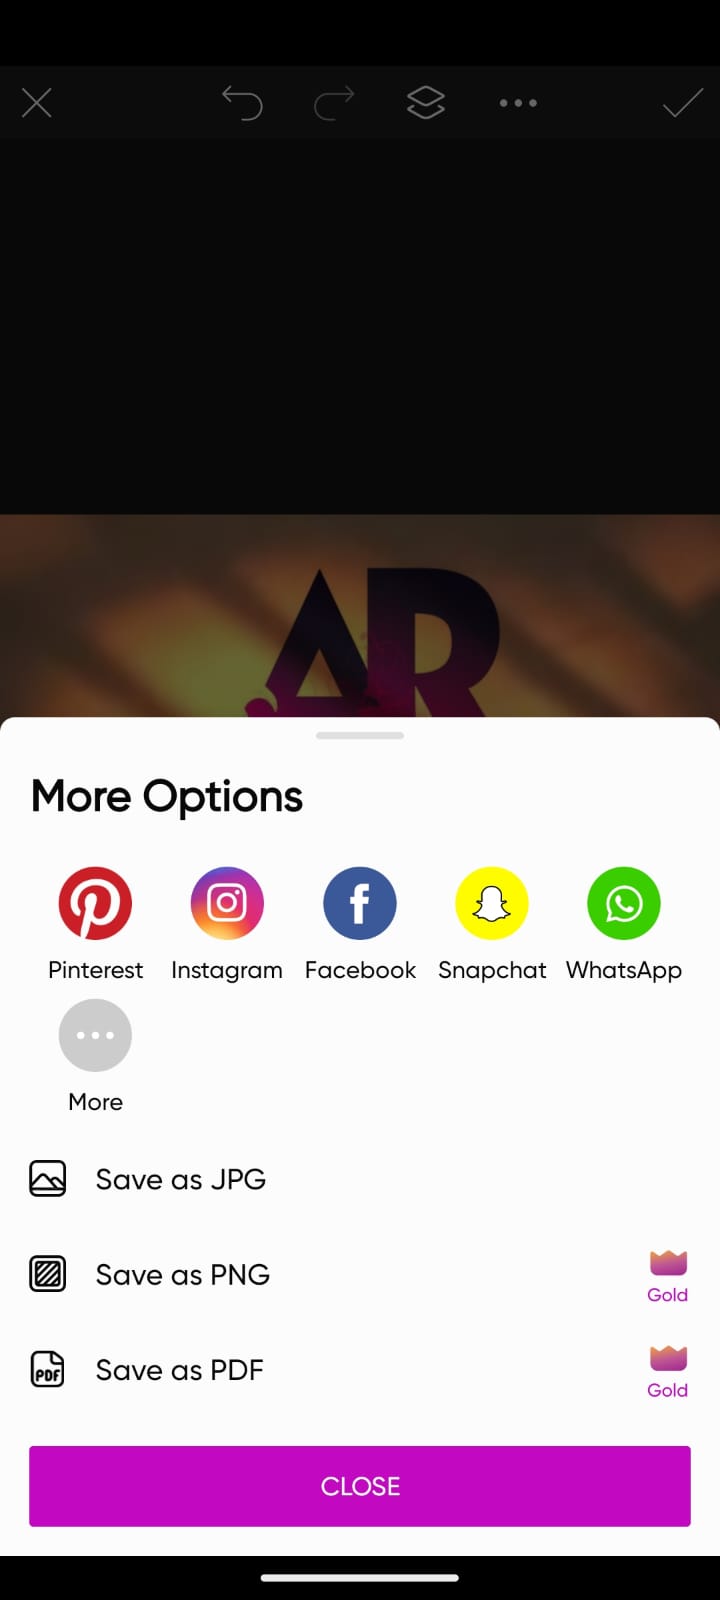 AR
More Options
Pinterest Instagram Facebook Snapchat WhatsApp
More
Save as JPG
Save as PNG
Gold
PDF Save as PDF
Gold
CLOSE